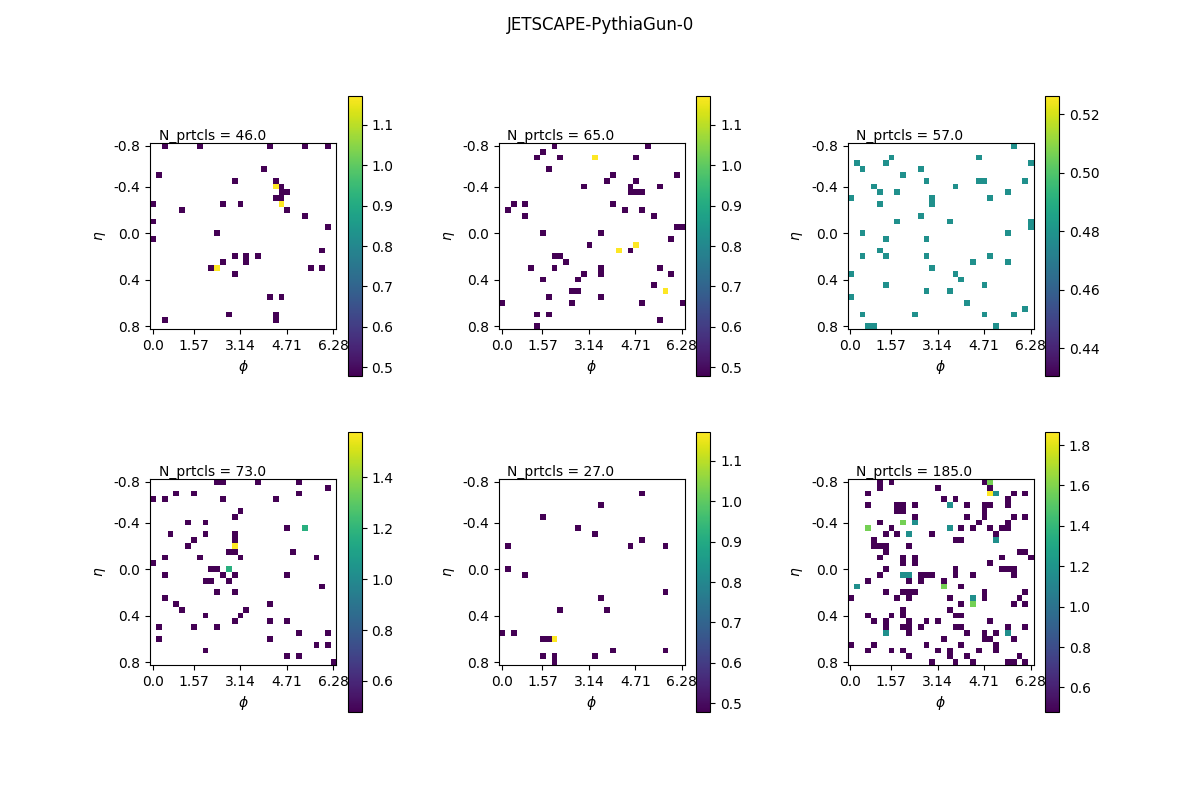 JETSCAPE-PythiaGun-0
N_prtcls = 46.0
-0.8
-0.4
0.0
0.4
0.8
η
0.0 1.57 3.14 4.71 6.28
ϕ
1.1
1.0
0.9
0.8
0.7
0.6
0.5
N_prtcls = 65.0
-0.8
-0.4
0.0
0.4
0.8
η
0.0 1.57 3.14 4.71 6.28
ϕ
1.1
1.0
0.9
0.8
0.7
0.6
0.5
N_prtcls = 57.0
-0.8
-0.4
0.0
0.4
0.8
η
0.0 1.57 3.14 4.71 6.28
ϕ
0.52
0.50
0.48
0.46
0.44
N_prtcls = 73.0
-0.8
-0.4
0.0
0.4
0.8
η
0.0 1.57 3.14 4.71 6.28
ϕ
1.4
1.2
1.0
0.8
0.6
N_prtcls = 27.0
-0.8
-0.4
0.0
0.4
0.8
η
0.0 1.57 3.14 4.71 6.28
ϕ
1.1
1.0
0.9
0.8
0.7
0.6
0.5
N_prtcls = 185.0
-0.8
-0.4
0.0
0.4
0.8
η
0.0 1.57 3.14 4.71 6.28
ϕ
1.8
1.6
1.4
1.2
1.0
0.8
0.6